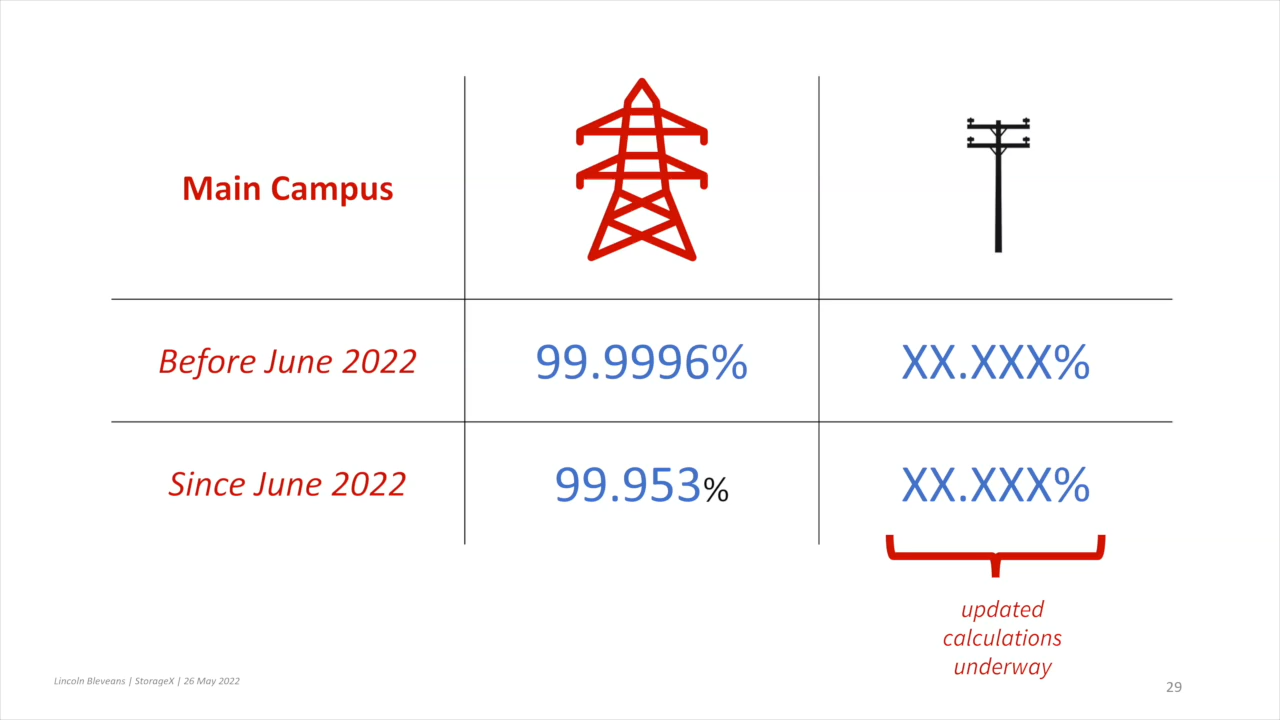 Main Campus
Before June 2022
99.9996%
XX.XXX%
Since June 2022
99.953%
XX.XXX%
updated
calculations
underway
Lincoln Bleveans | StorageX | 26 May 2022
29